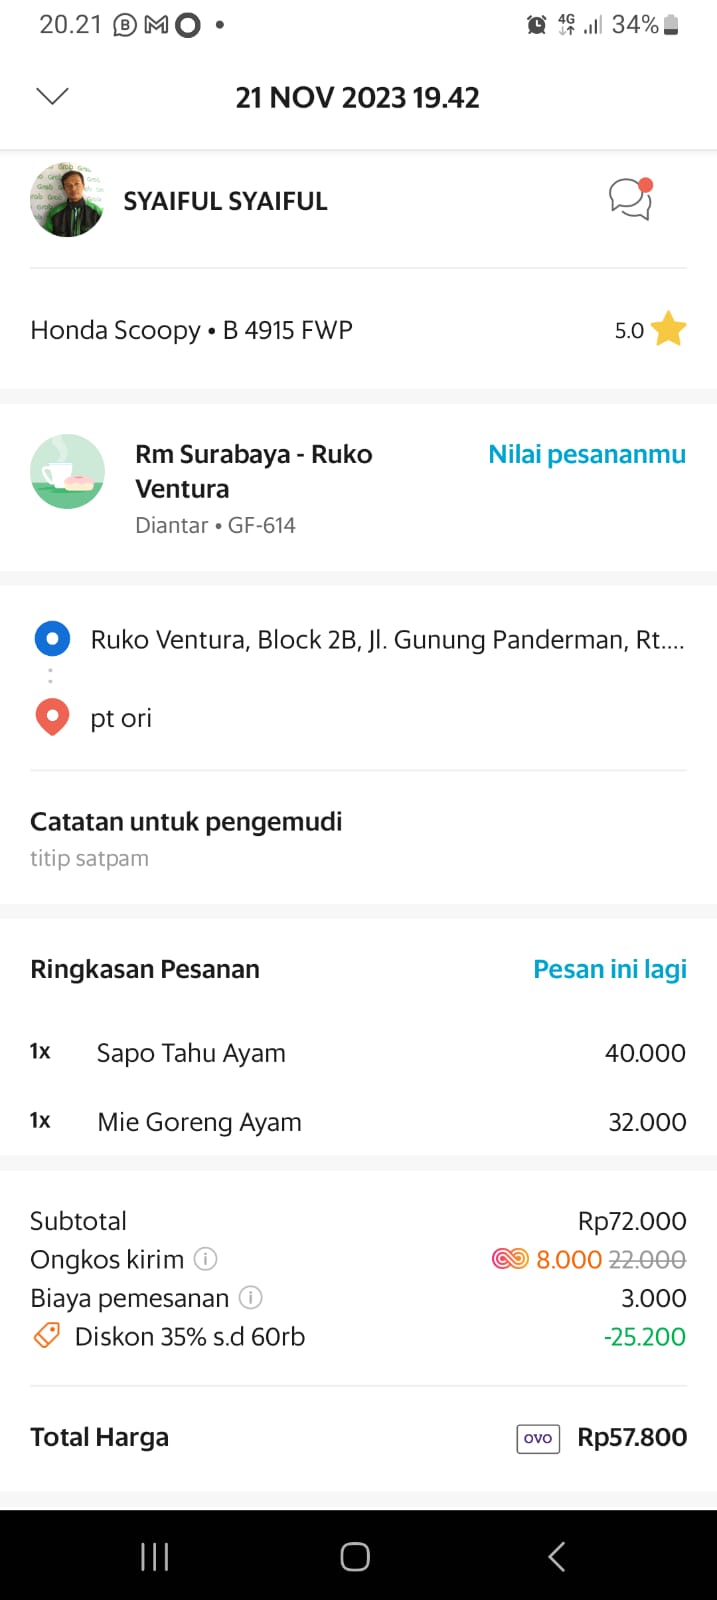 20.21
4G 34%
21 NOV 2023 19.42
SYAIFUL SYAIFUL
Honda Scoopy • B 4915 FWP 5.0
Rm Surabaya - Ruko
Ventura
Nilai pesananmu
Diantar • GF-614
Ruko Ventura, Block 2B, Jl. Gunung Panderman, Rt....
pt ori
Catatan untuk pengemudi
titip satpam
Ringkasan Pesanan Pesan ini lagi
1x Sapo Tahu Ayam 40.000
1x Mie Goreng Ayam 32.000
Subtotal Rp72.000
Ongkos kirim 8.000 22.000
Biaya pemesanan 3.000
Diskon 35% s.d 60rb -25.200
Total Harga OVO Rp57.800